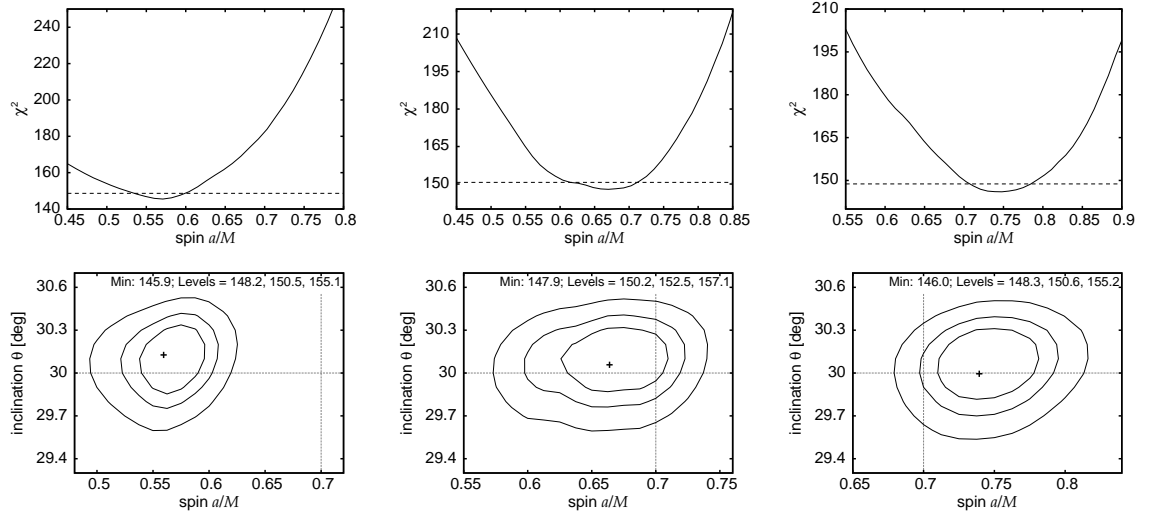 240
220
200
180
160
140
χ²
0.45 0.5 0.55 0.6 0.65 0.7 0.75 0.8
spin a/M
210
195
180
165
150
χ²
0.45 0.5 0.55 0.6 0.65 0.7 0.75 0.8 0.85
spin a/M
210
195
180
165
150
χ²
0.55 0.6 0.65 0.7 0.75 0.8 0.85 0.9
spin a/M
Min: 145.9; Levels = 148.2, 150.5, 155.1
30.6
30.3
30
29.7
29.4
inclination θ [deg]
0.5 0.55 0.6 0.65 0.7
spin a/M
Min: 147.9; Levels = 150.2, 152.5, 157.1
30.6
30.3
30
29.7
29.4
inclination θ [deg]
0.55 0.6 0.65 0.7 0.75
spin a/M
Min: 146.0; Levels = 148.3, 150.6, 155.2
30.6
30.3
30
29.7
29.4
inclination θ [deg]
0.65 0.7 0.75 0.8
spin a/M